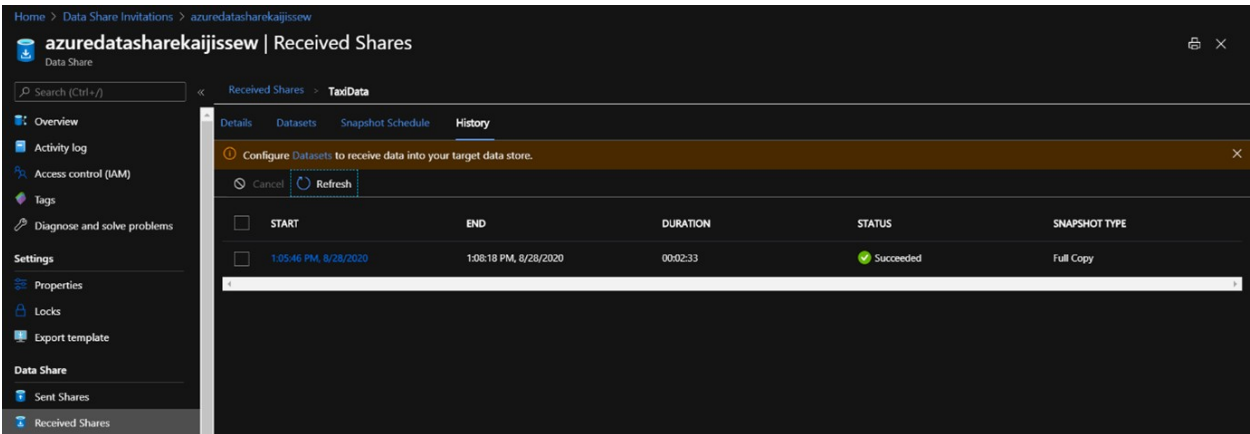 Home > Data Share Invitations > azuredatasharekaijissew
azuredatasharekaijissew | Received Shares
Data Share
Search (Ctrl+/)
«
Overview
Activity log
Access control (IAM)
Tags
Diagnose and solve problems
Settings
Properties
Locks
Export template
Data Share
Sent Shares
Received Shares
Received Shares > TaxiData
Details Datasets Snapshot Schedule History
Configure Datasets to receive data into your target data store.
Cancel Refresh
START END DURATION STATUS SNAPSHOT TYPE
1:05:46 PM, 8/28/2020 1:08:18 PM, 8/28/2020 00:02:33 Succeeded Full Copy